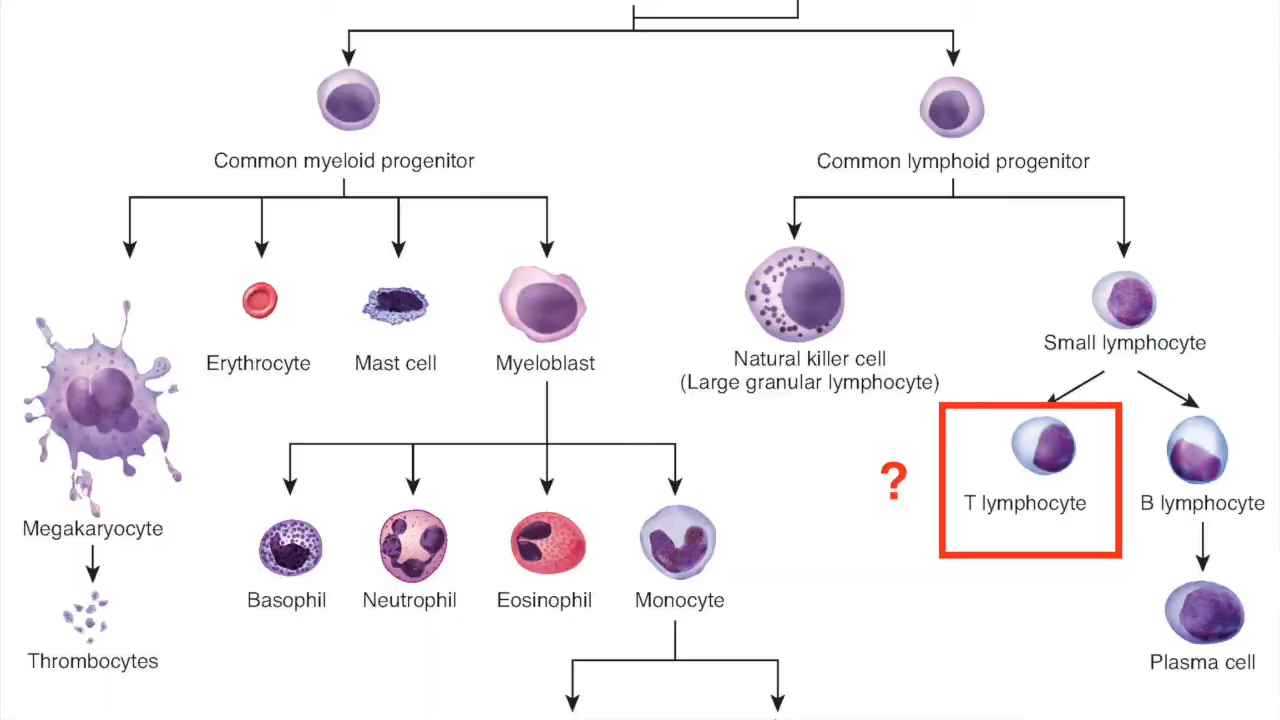 Common myeloid progenitor
Common lymphoid progenitor
Erythrocyte
Mast cell
Myeloblast
Natural killer cell
(Large granular lymphocyte)
Small lymphocyte
?
T lymphocyte
B lymphocyte
Megakaryocyte
Basophil
Neutrophil
Eosinophil
Monocyte
Thrombocytes
Plasma cell